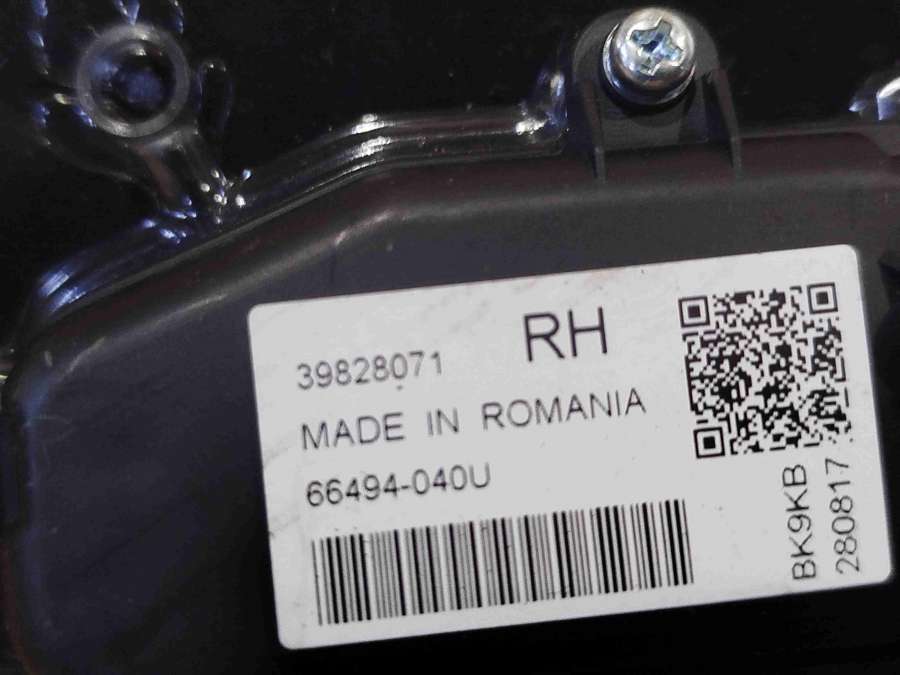 RH
39828071
MADE IN ROMANIA
66494-040U
BK9KB
280817